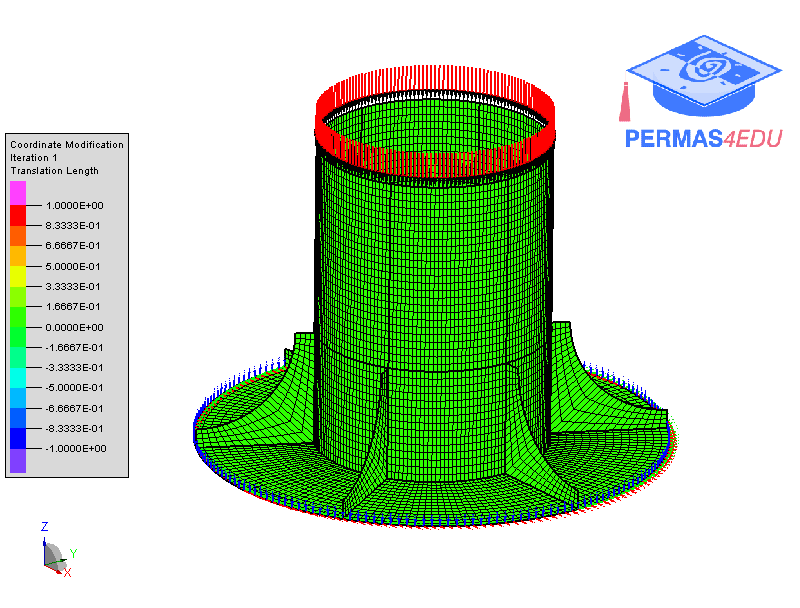 PERMAS4EDU
Coordinate Modification
Iteration 1
Translation Length
1.0000E+00
8.3333E-01
6.6667E-01
5.0000E-01
3.3333E-01
1.6667E-01
0.0000E+00
-1.6667E-01
-3.3333E-01
-5.0000E-01
-6.6667E-01
-8.3333E-01
-1.0000E+00
Z
Y
X